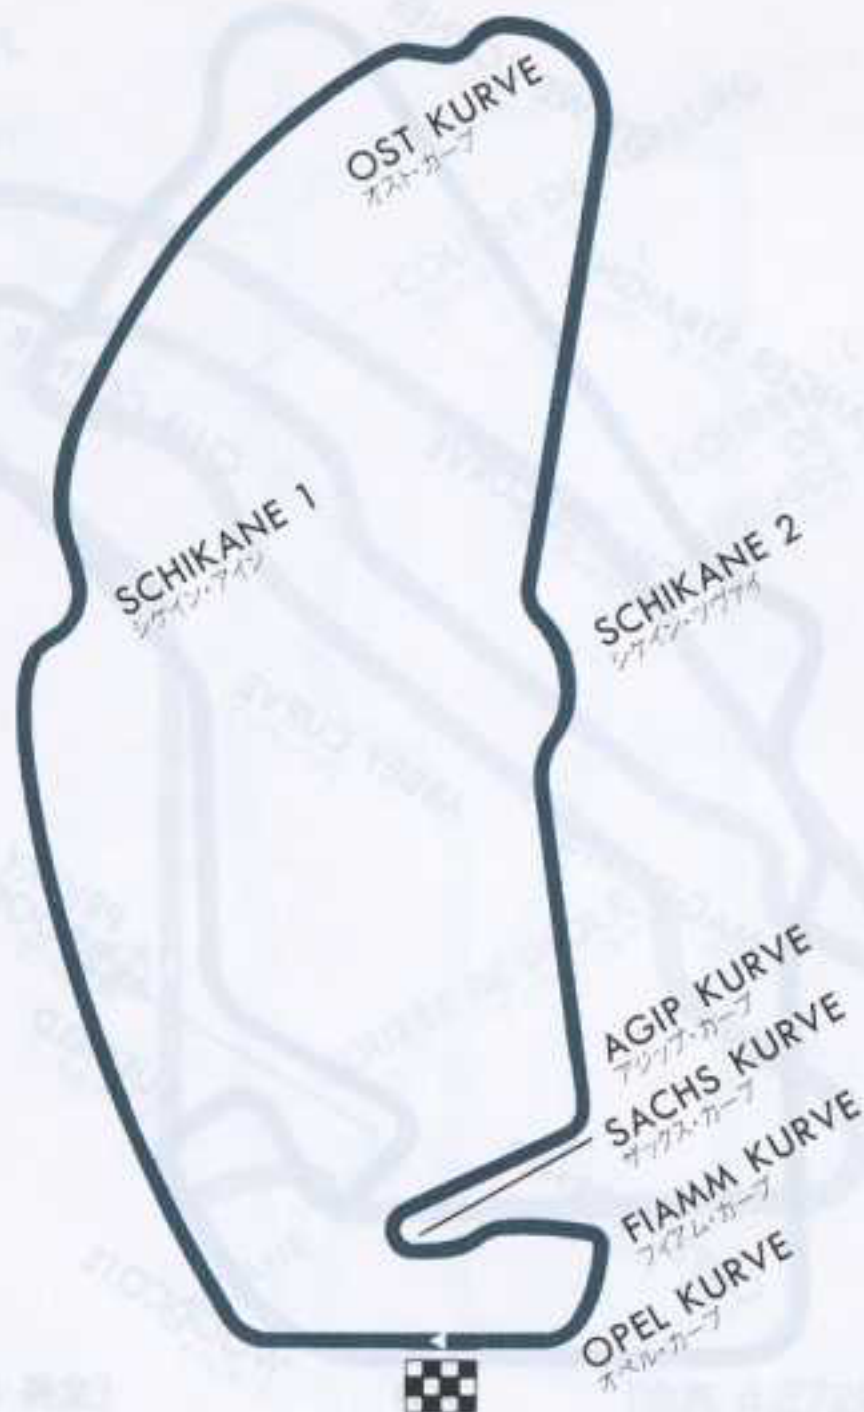 OST KURVE
オスト・カーブ
SCHIKANE 1
シケイン・アイン
SCHIKANE 2
シケイン・ツヴァイ
AGIP KURVE
アジップ・カーブ
SACHS KURVE
サックス・カーブ
FIAMM KURVE
フィアム・カーブ
OPEL KURVE
オペル・カーブ
ABBEY CURVE